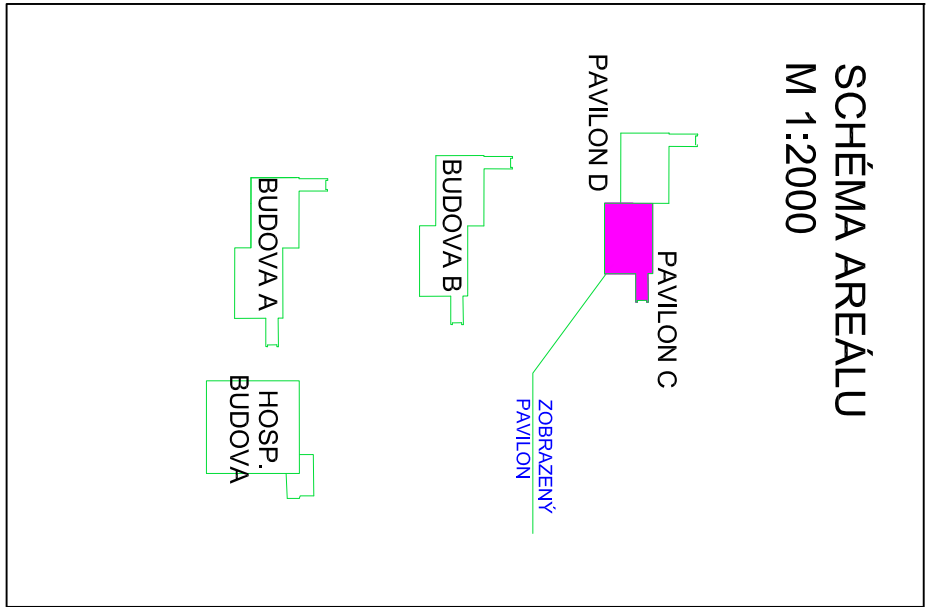 SCHÉMA AREÁLU
M 1:2000
PAVILON D
PAVILON C
BUDOVA B
BUDOVA A
ZOBRAZENÝ
PAVILON
HOSP.
BUDOVA